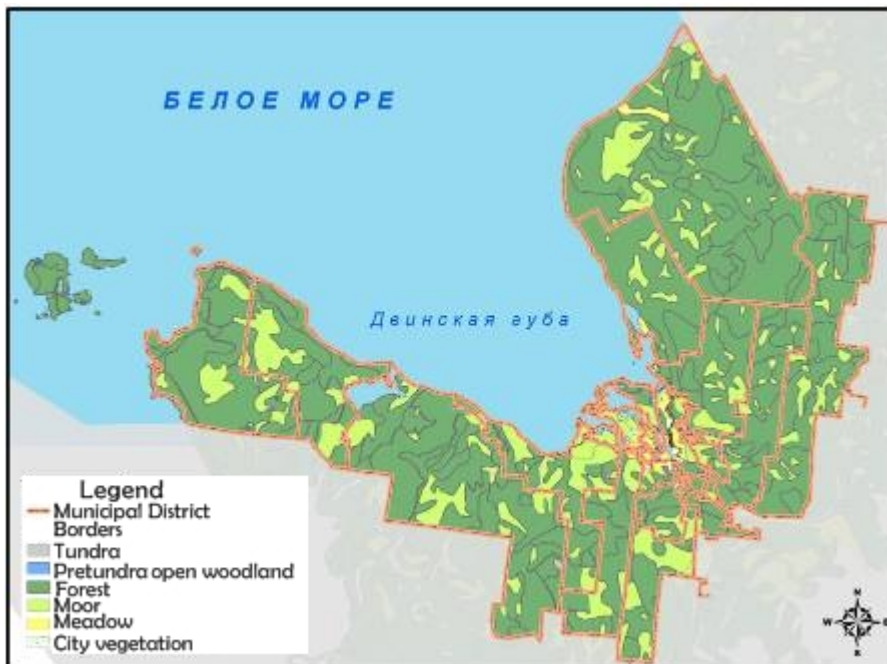 БЕЛОЕ МОРЕ
Двинская губа
Legend
Municipal District
Borders
Tundra
Pretundra open woodland
Forest
Moor
Meadow
City vegetation
N
W